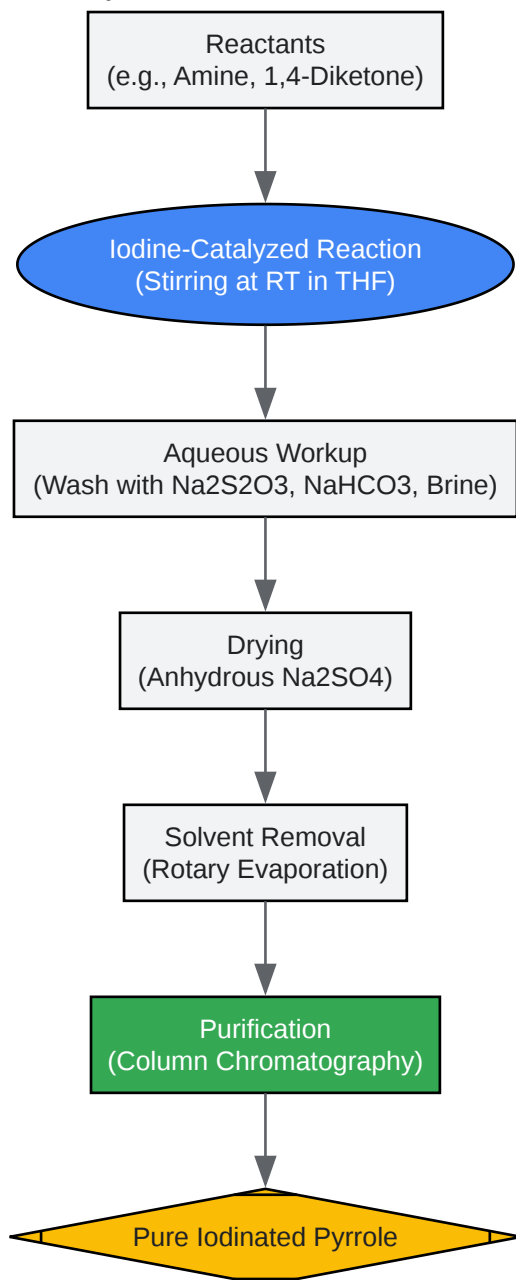 Reactants
(e.g., Amine, 1,4-Diketone)
Iodine-Catalyzed Reaction
(Stirring at RT in THF)
Aqueous Workup
(Wash with Na2S2O3, NaHCO3, Brine)
Drying
(Anhydrous Na2SO4)
Solvent Removal
(Rotary Evaporation)
Purification
(Column Chromatography)
Pure Iodinated Pyrrole